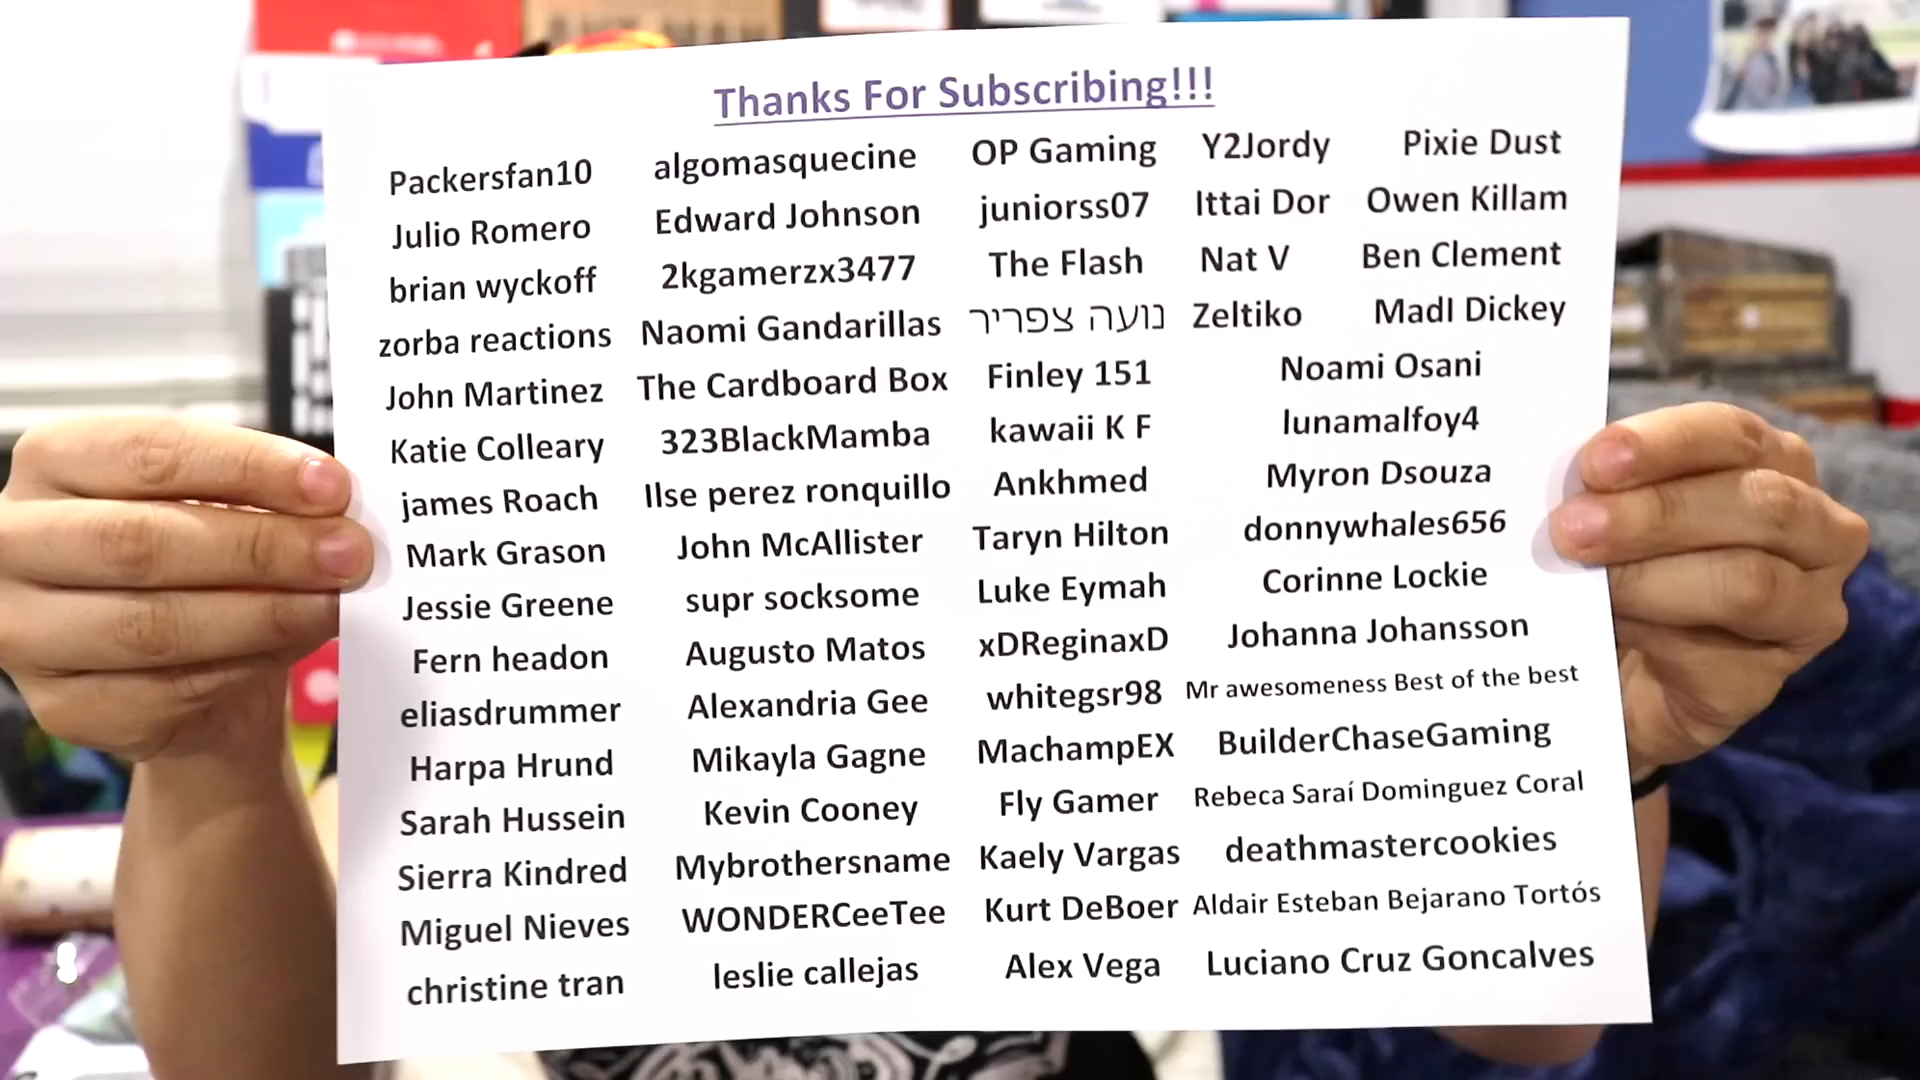 Thanks For Subscribing!!!
Packersfan10 algomasquecine OP Gaming Y2Jordy Pixie Dust
Julio Romero Edward Johnson juniorss07 Ittai Dor Owen Killam
brian wyckoff 2kgamerzx3477 The Flash Nat V Ben Clement
zorba reactions Naomi Gandarillas נועה צפריר Zeltiko MadI Dickey
John Martinez The Cardboard Box Finley 151 Noami Osani
Katie Colleary 323BlackMamba kawaii K F lunamalfoy4
james Roach Ilse perez ronquillo Ankhmed Myron Dsouza
Mark Grason John McAllister Taryn Hilton donnywhales656
Jessie Greene supr socksome Luke Eymah Corinne Lockie
Fern headon Augusto Matos xDReginaxD Johanna Johansson
eliasdrummer Alexandria Gee whitegsr98 Mr awesomeness Best of the best
Harpa Hrund Mikayla Gagne MachampEX BuilderChaseGaming
Sarah Hussein Kevin Cooney Fly Gamer Rebeca Saraí Dominguez Coral
Sierra Kindred Mybrothersname Kaely Vargas deathmastercookies
Miguel Nieves WONDERCeeTee Kurt DeBoer Aldair Esteban Bejarano Tortós
christine tran leslie callejas Alex Vega Luciano Cruz Goncalves